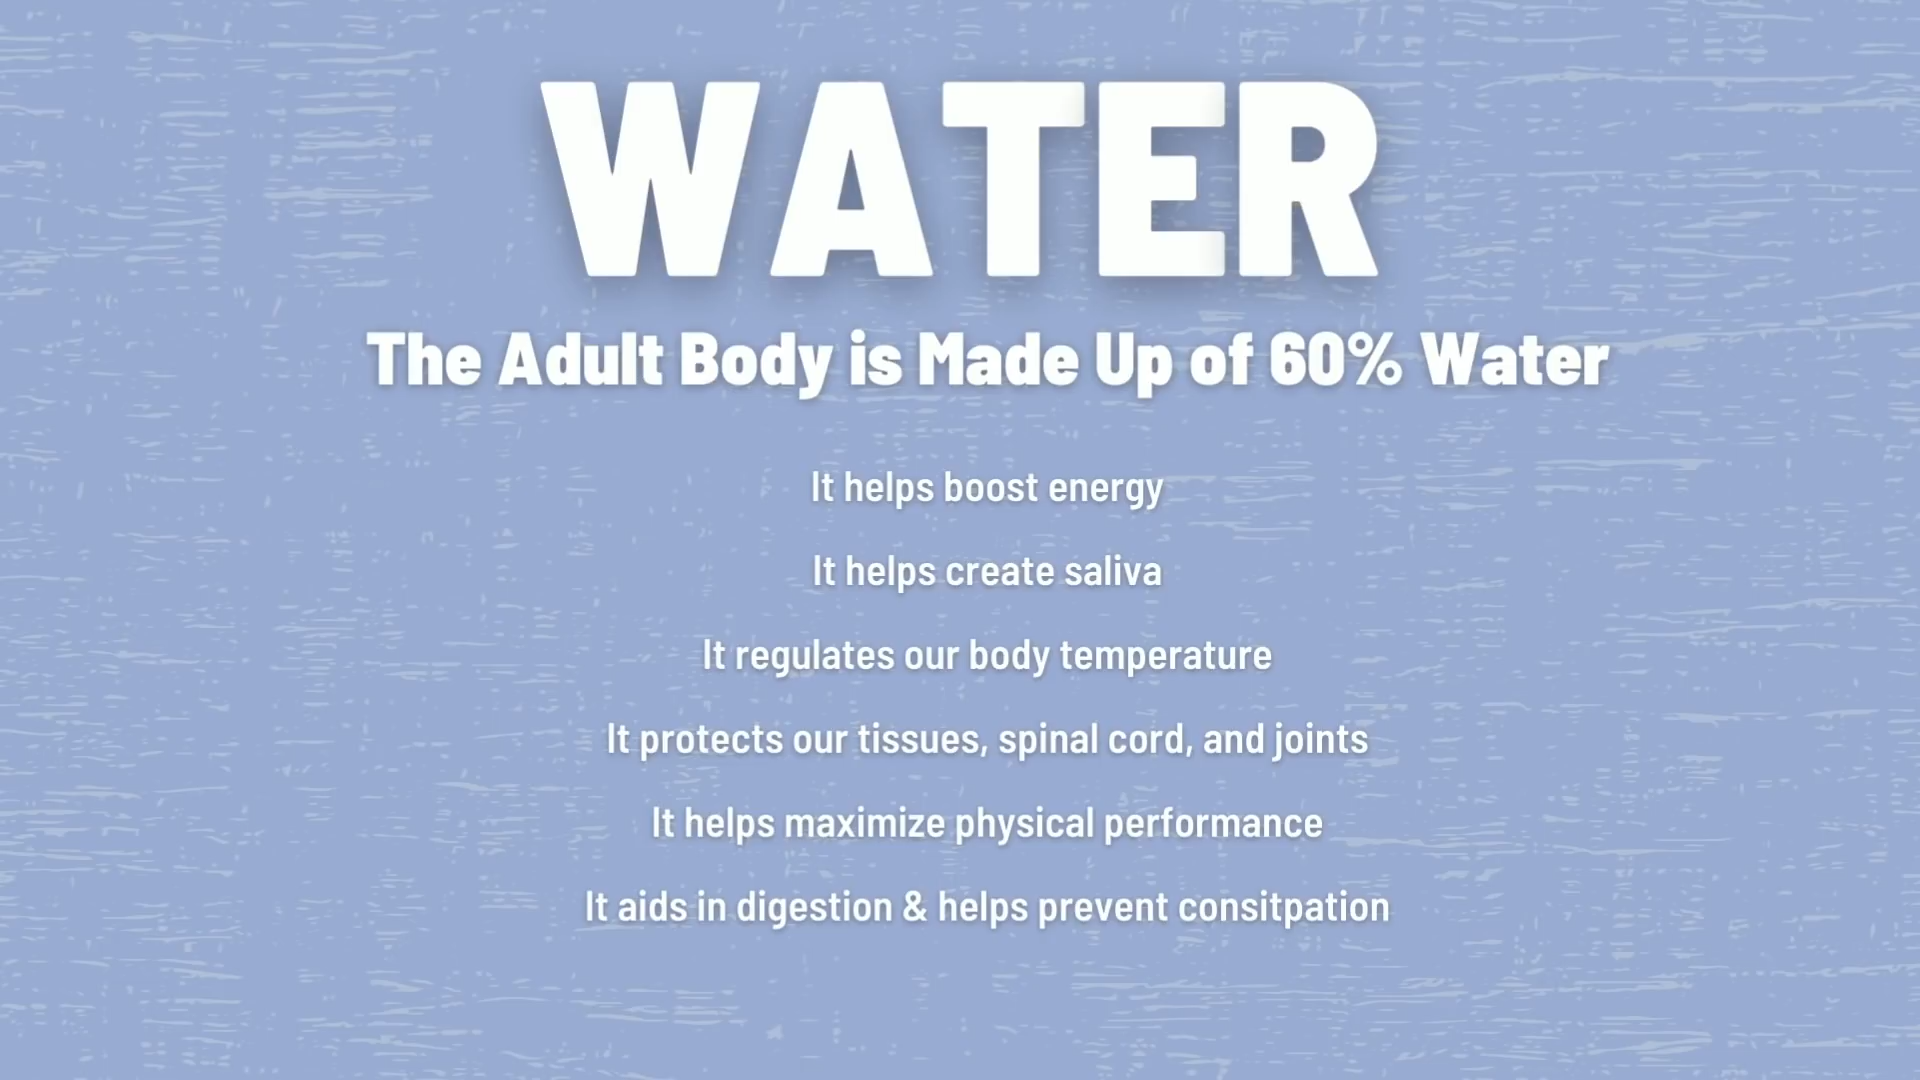 WATER
The Adult Body is Made Up of 60% Water
It helps boost energy
It helps create saliva
It regulates our body temperature
It protects our tissues, spinal cord, and joints
It helps maximize physical performance
It aids in digestion & helps prevent consitpation